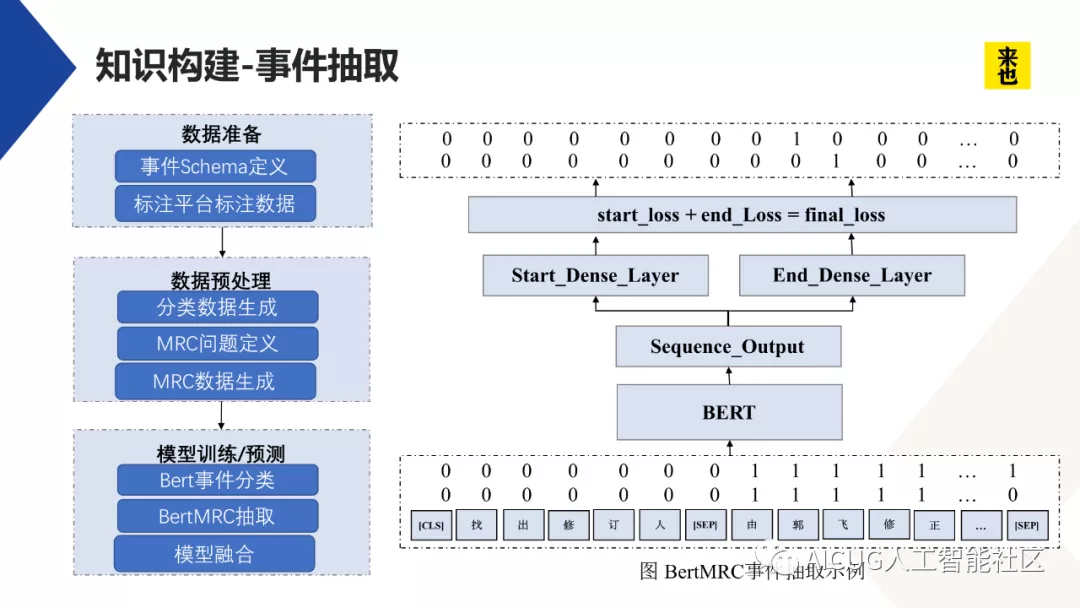 知识构建-事件抽取
来也
数据准备
事件Schema定义
标注平台标注数据
数据预处理
分类数据生成
MRC问题定义
MRC数据生成
模型训练/预测
Bert事件分类
BertMRC抽取
模型融合
0 0 0 0 0 0 0 0 1 0 0 0 … 0
0 0 0 0 0 0 0 0 0 1 0 0 … 0
start_loss + end_Loss = final_loss
Start_Dense_Layer
End_Dense_Layer
Sequence_Output
BERT
0 0 0 0 0 0 0 1 1 1 1 1 … 1
0 0 0 0 0 0 0 1 1 1 1 1 … 0
[CLS] 找 出 修 订 人 [SEP] 由 郭 飞 修 正 ... [SEP]
图 BertMRC事件抽取示例
AICUG人工智能社区